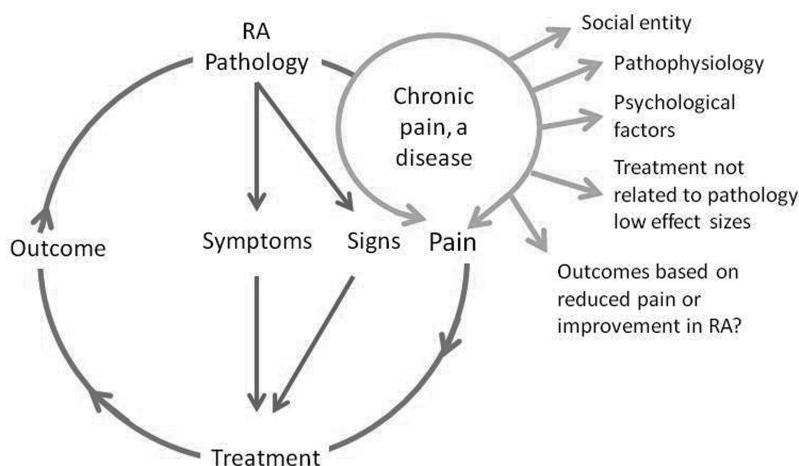 RA
Pathology
Chronic
pain, a
disease
Social entity
Pathophysiology
Psychological
factors
Treatment not
related to pathology
low effect sizes
Outcomes based on
reduced pain or
improvement in RA?
Outcome
Symptoms
Signs
Pain
Treatment